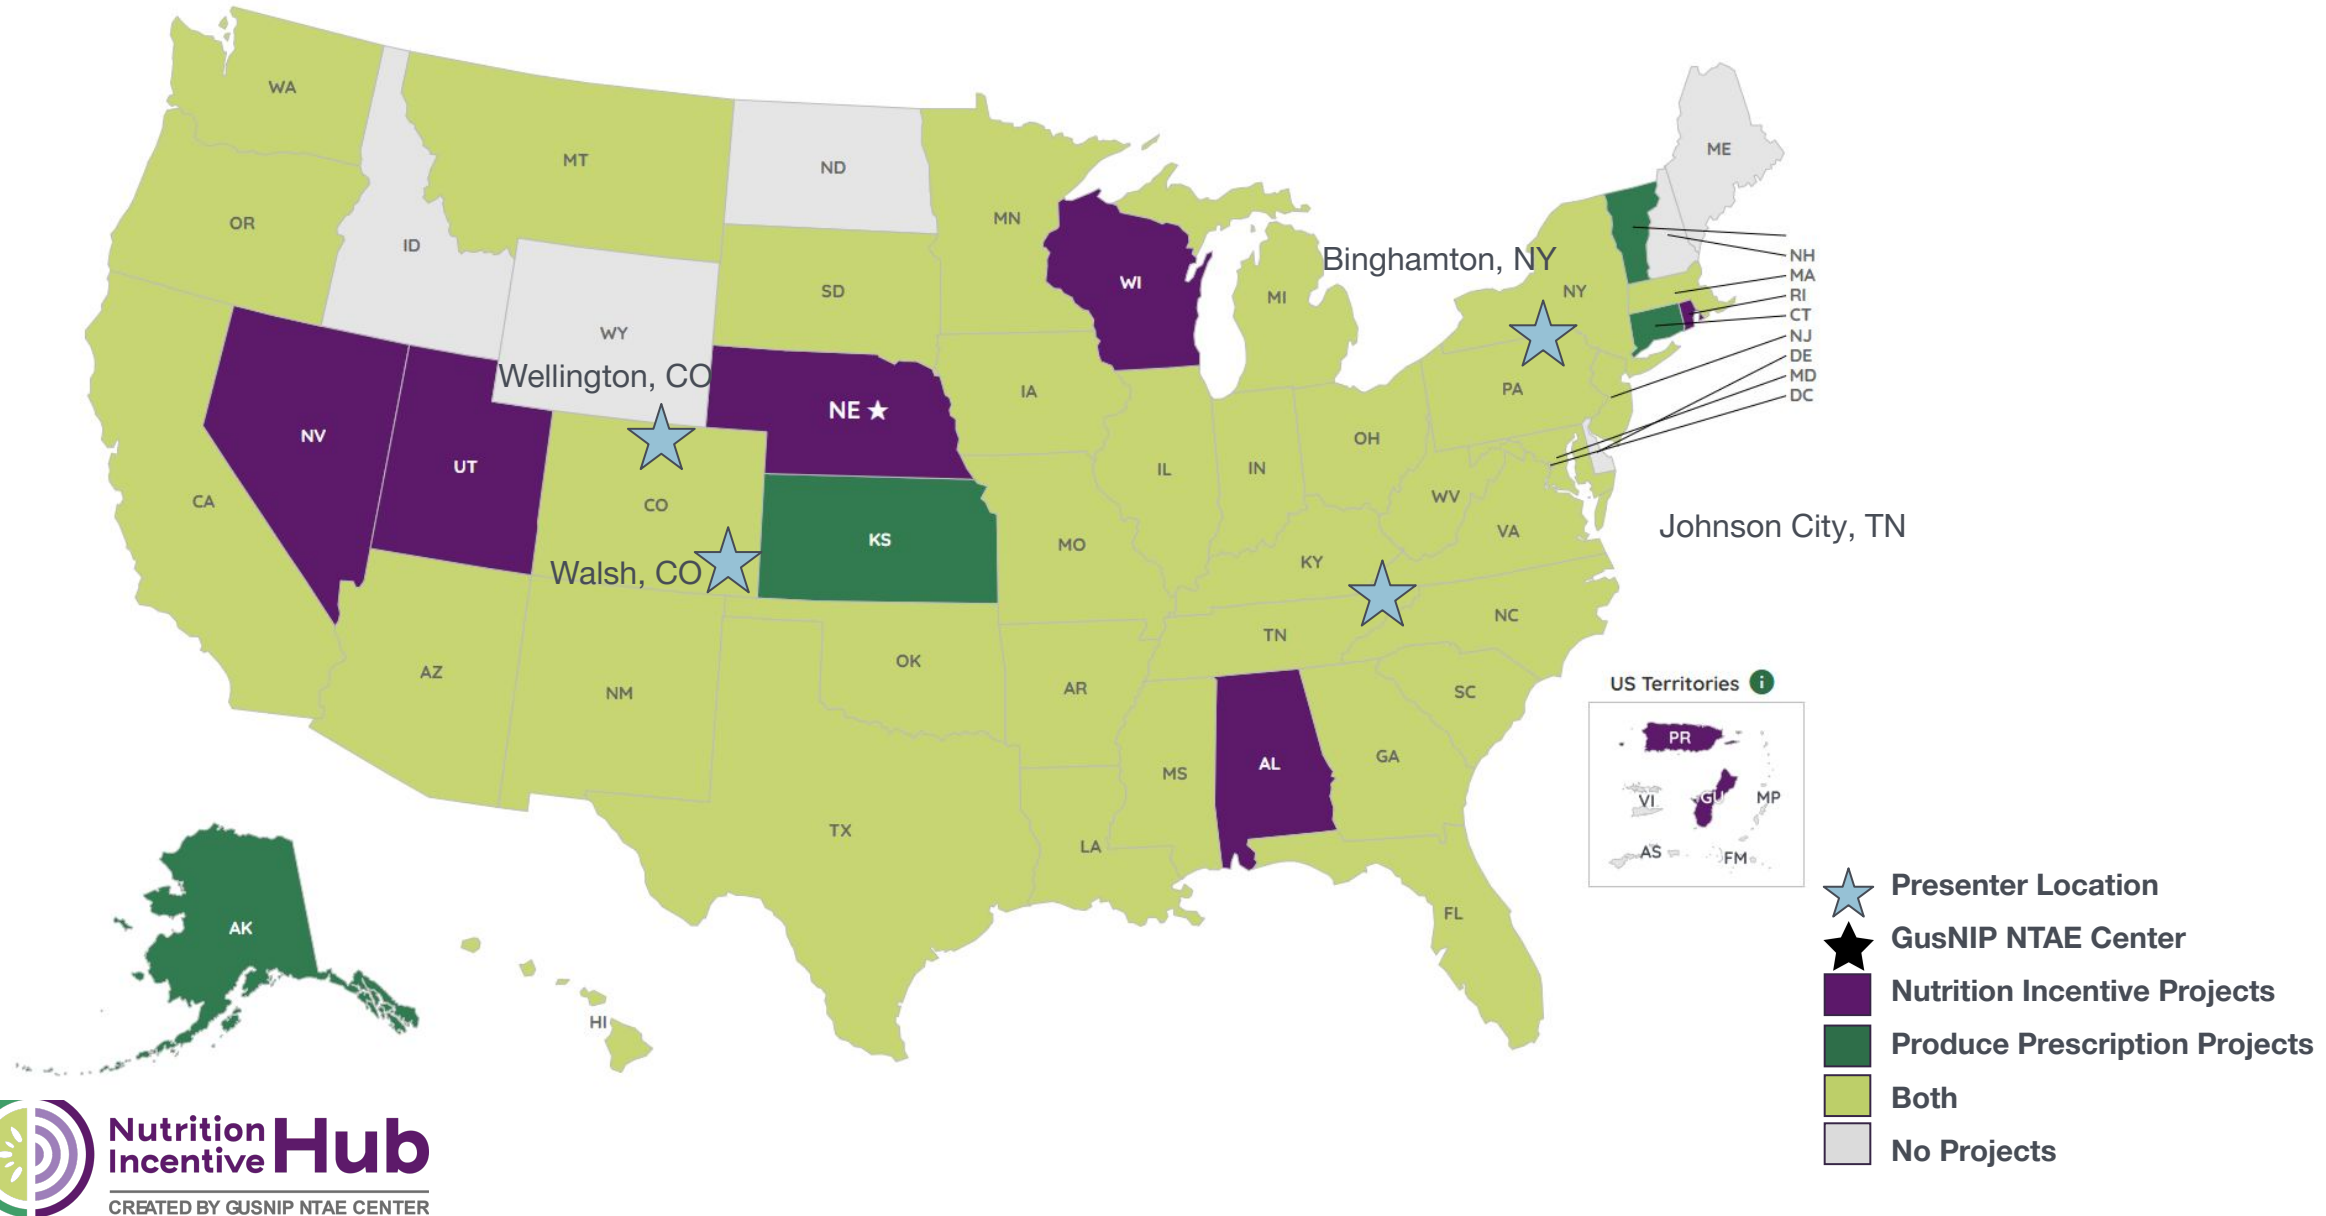 WA
MT
ND
ME
OR
ID
MN
SD
WI
MI
Binghamton, NY
NY
NH
MA
RI
CT
NJ
DE
MD
DC
WY
Wellington, CO
NE ★
IA
PA
NV
UT
CO
CA
KS
IL
IN
OH
WV
VA
MO
KY
Johnson City, TN
Walsh, CO
AZ
NM
OK
AR
TN
NC
SC
MS
AL
GA
TX
LA
FL
AK
HI
US Territories i
PR
VI
GU
MP
AS
FM
Presenter Location
GusNIP NTAE Center
Nutrition Incentive Projects
Produce Prescription Projects
Both
No Projects
Nutrition
Incentive Hub
CREATED BY GUSNIP NTAE CENTER